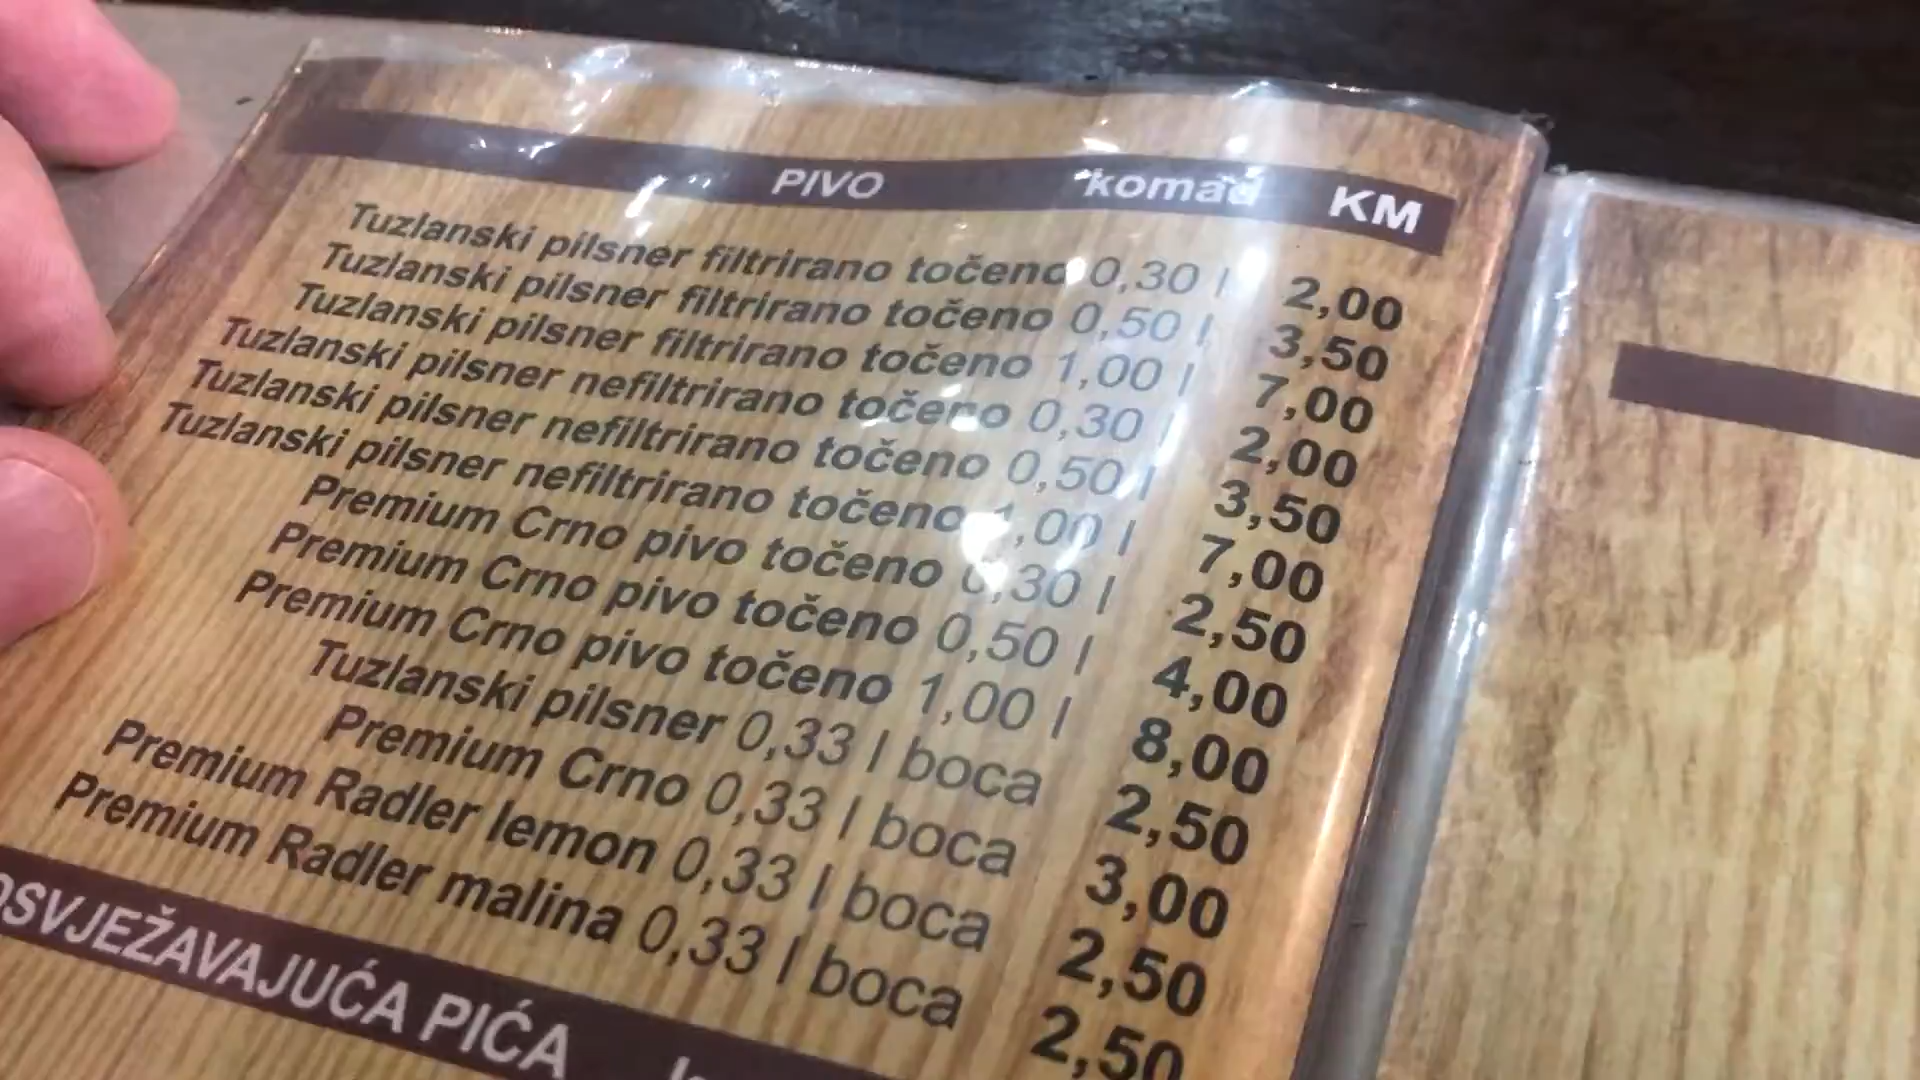 PIVO komad KM
Tuzlanski pilsner filtrirano točeno 0,30 l 2,00
Tuzlanski pilsner filtrirano točeno 0,50 l 3,50
Tuzlanski pilsner filtrirano točeno 1,00 l 7,00
Tuzlanski pilsner nefiltrirano točeno 0,30 l 2,00
Tuzlanski pilsner nefiltrirano točeno 0,50 l 3,50
Tuzlanski pilsner nefiltrirano točeno 1,00 l 7,00
Premium Crno pivo točeno 0,30 l 2,50
Premium Crno pivo točeno 0,50 l 4,00
Premium Crno pivo točeno 1,00 l 8,00
Tuzlanski pilsner 0,33 l boca 2,50
Premium Crno 0,33 l boca 3,00
Premium Radler lemon 0,33 l boca 2,50
Premium Radler malina 0,33 l boca 2,50
OSVJEŽAVAJUĆA PIĆA